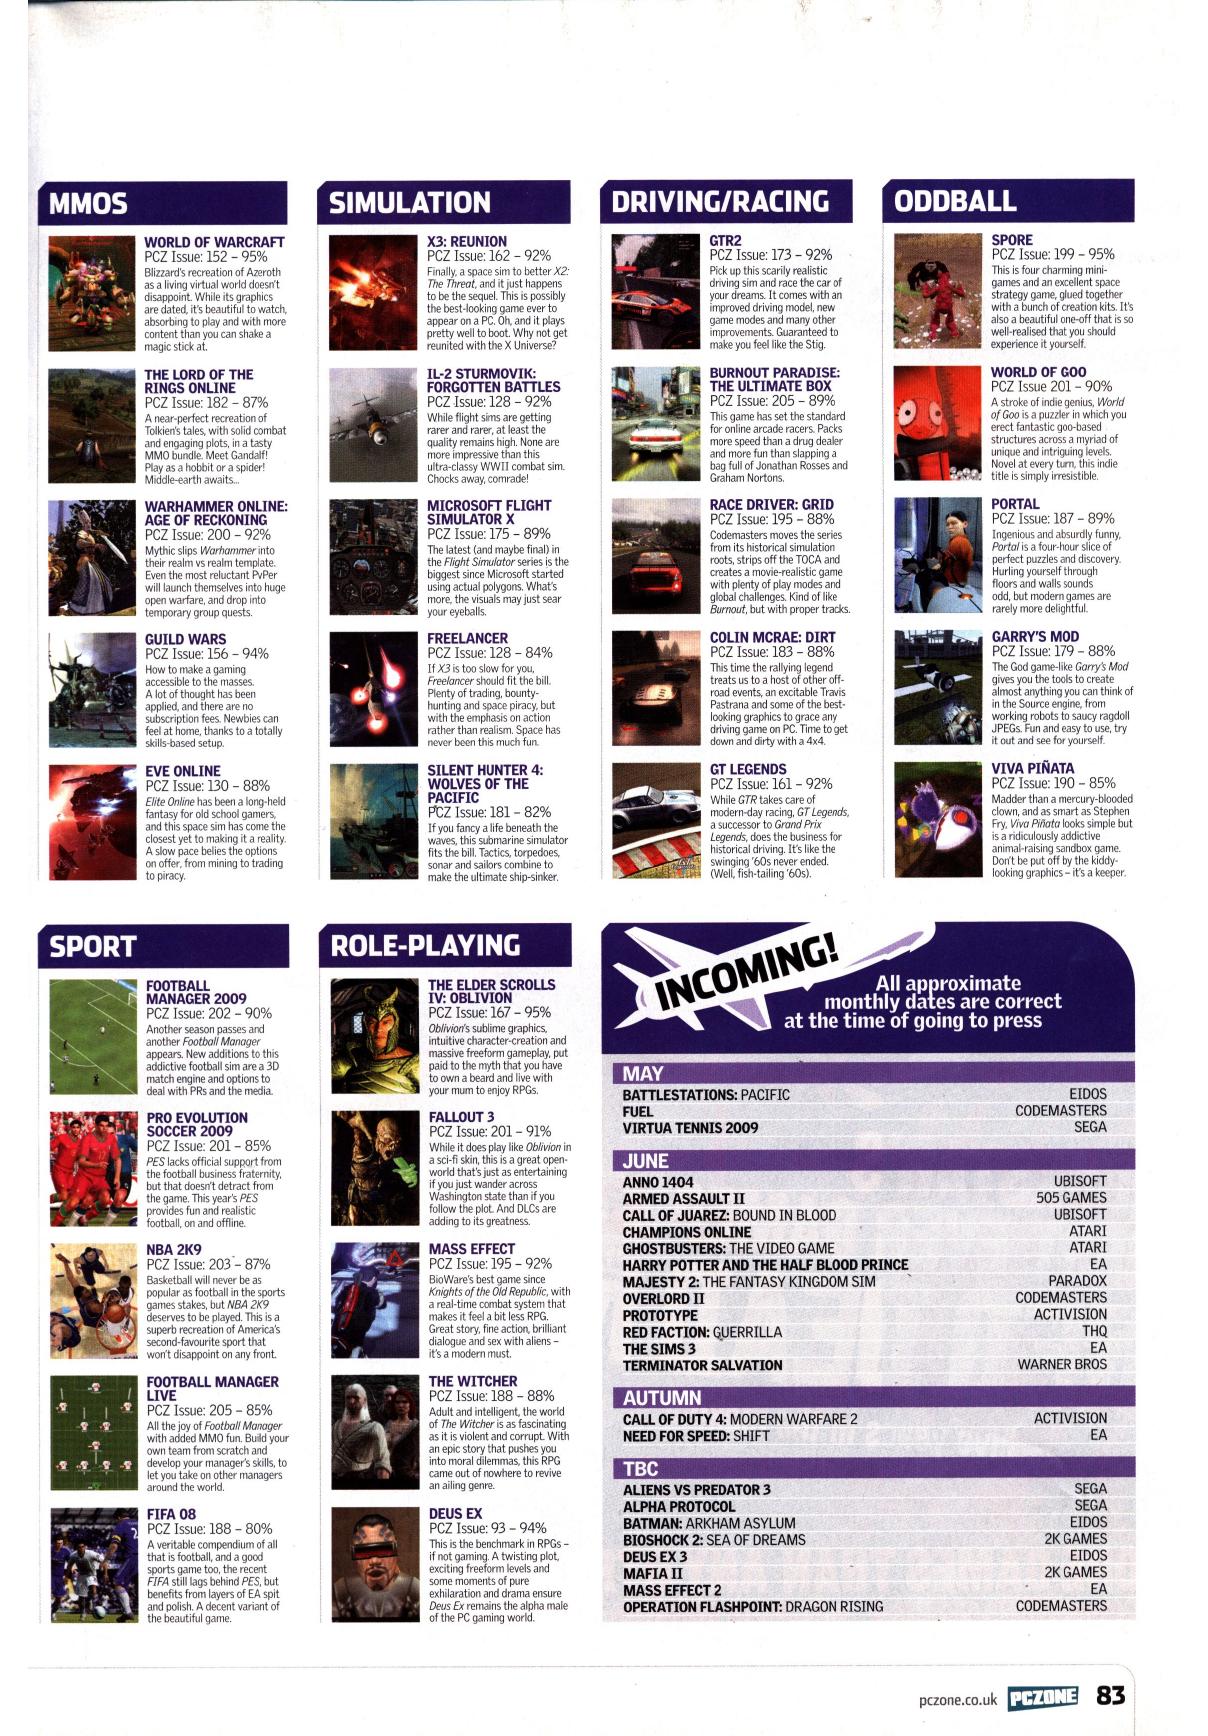 MMOS
WORLD OF WARCRAFT
PCZ Issue: 152 – 95%
Blizzard's recreation of Azeroth
as a living virtual world doesn't
disappoint. While its graphics
are dated, it's beautiful to watch,
absorbing to play and with more
content than you can shake a
magic stick at.
THE LORD OF THE
RINGS ONLINE
PCZ Issue: 182 – 87%
A near-perfect recreation of
Tolkien's tales, with solid combat
and engaging plots, in a tasty
MMO bundle. Meet Gandalf!
Play as a hobbit or a spider!
Middle-earth awaits...
WARHAMMER ONLINE:
AGE OF RECKONING
PCZ Issue: 200 – 92%
Mythic slips Warhammer into
their realm vs realm template.
Even the most reluctant PvPer
will launch themselves into huge
open warfare, and drop into
temporary group quests.
GUILD WARS
PCZ Issue: 156 – 94%
How to make a gaming
accessible to the masses.
A lot of thought has been
applied, and there are no
subscription fees. Newbies can
feel at home, thanks to a totally
skills-based setup.
EVE ONLINE
PCZ Issue: 130 – 88%
Elite Online has been a long-held
fantasy for old school gamers,
and this space sim has come the
closest yet to making it a reality.
A slow pace belies the options
on offer, from mining to trading
to piracy.
SIMULATION
X3: REUNION
PCZ Issue: 162 – 92%
Finally, a space sim to better X2:
The Threat, and it just happens
to be the sequel. This is possibly
the best-looking game ever to
appear on a PC. Oh, and it plays
pretty well to boot. Why not get
reunited with the X Universe?
IL-2 STURMOVIK:
FORGOTTEN BATTLES
PCZ Issue: 128 – 92%
While flight sims are getting
rarer and rarer, at least the
quality remains high. None are
more impressive than this
ultra-classy WWII combat sim.
Chocks away, comrade!
MICROSOFT FLIGHT
SIMULATOR X
PCZ Issue: 175 – 89%
The latest (and maybe final) in
the Flight Simulator series is the
biggest since Microsoft started
using actual polygons. What's
more, the visuals may just sear
your eyeballs.
FREELANCER
PCZ Issue: 128 – 84%
If X3 is too slow for you,
Freelancer should fit the bill.
Plenty of trading, bounty-
hunting and space piracy, but
with the emphasis on action
rather than realism. Space has
never been this much fun.
SILENT HUNTER 4:
WOLVES OF THE
PACIFIC
PCZ Issue: 181 – 82%
If you fancy a life beneath the
waves, this submarine simulator
fits the bill. Tactics, torpedoes,
sonar and sailors combine to
make the ultimate ship-sinker.
DRIVING/RACING
GTR2
PCZ Issue: 173 – 92%
Pick up this scarily realistic
driving sim and race the car of
your dreams. It comes with an
improved driving model, new
game modes and many other
improvements. Guaranteed to
make you feel like the Stig.
BURNOUT PARADISE:
THE ULTIMATE BOX
PCZ Issue: 205 – 89%
This game has set the standard
for online arcade racers. Packs
more speed than a drug dealer
and more fun than slapping a
bag full of Jonathan Rosses and
Graham Nortons.
RACE DRIVER: GRID
PCZ Issue: 195 – 88%
Codemasters moves the series
from its historical simulation
roots, strips off the TOCA and
creates a movie-realistic game
with plenty of play modes and
global challenges. Kind of like
Burnout, but with proper tracks.
COLIN MCRAE: DIRT
PCZ Issue: 183 – 88%
This time the rallying legend
treats us to a host of other off-
road events, an excitable Travis
Pastrana and some of the best-
looking graphics to grace any
driving game on PC. Time to get
down and dirty with a 4x4.
GT LEGENDS
PCZ Issue: 161 – 92%
While GTR takes care of
modern-day racing, GT Legends,
a successor to Grand Prix
Legends, does the business for
historical driving. It's like the
swinging '60s never ended.
(Well, fish-tailing '60s).
ODDBALL
SPORE
PCZ Issue: 199 – 95%
This is four charming mini-
games and an excellent space
strategy game, glued together
with a bunch of creation kits. It's
also a beautiful one-off that is so
well-realised that you should
experience it yourself.
WORLD OF GOO
PCZ Issue 201 – 90%
A stroke of indie genius, World
of Goo is a puzzler in which you
erect fantastic goo-based
structures across a myriad of
unique and intriguing levels.
Novel at every turn, this indie
title is simply irresistible.
PORTAL
PCZ Issue: 187 – 89%
Ingenious and absurdly funny,
Portal is a four-hour slice of
perfect puzzles and discovery.
Hurling yourself through
floors and walls sounds
odd, but modern games are
rarely more delightful.
GARRY'S MOD
PCZ Issue: 179 – 88%
The God game-like Garry's Mod
gives you the tools to create
almost anything you can think of
in the Source engine, from
working robots to saucy ragdoll
JPEGs. Fun and easy to use, try
it out and see for yourself.
VIVA PIÑATA
PCZ Issue: 190 – 85%
Madder than a mercury-blooded
clown, and as smart as Stephen
Fry, Viva Piñata looks simple but
is a ridiculously addictive
animal-raising sandbox game.
Don't be put off by the kiddy-
looking graphics – it's a keeper.
SPORT
FOOTBALL
MANAGER 2009
PCZ Issue: 202 – 90%
Another season passes and
another Football Manager
appears. New additions to this
addictive football sim are a 3D
match engine and options to
deal with PRs and the media.
PRO EVOLUTION
SOCCER 2009
PCZ Issue: 201 – 85%
PES lacks official support from
the football business fraternity,
but that doesn't detract from
the game. This year's PES
provides fun and realistic
football, on and offline.
NBA 2K9
PCZ Issue: 203 – 87%
Basketball will never be as
popular as football in the sports
games stakes, but NBA 2K9
deserves to be played. This is a
superb recreation of America's
second-favourite sport that
won't disappoint on any front.
FOOTBALL MANAGER
LIVE
PCZ Issue: 205 – 85%
All the joy of Football Manager
with added MMO fun. Build your
own team from scratch and
develop your manager's skills, to
let you take on other managers
around the world.
FIFA 08
PCZ Issue: 188 – 80%
A veritable compendium of all
that is football, and a good
sports game too, the recent
FIFA still lags behind PES, but
benefits from layers of EA spit
and polish. A decent variant of
the beautiful game.
ROLE-PLAYING
THE ELDER SCROLLS
IV: OBLIVION
PCZ Issue: 167 – 95%
Oblivion's sublime graphics,
intuitive character-creation and
massive freeform gameplay, put
paid to the myth that you have
to own a beard and live with
your mum to enjoy RPGs.
FALLOUT 3
PCZ Issue: 201 – 91%
While it does play like Oblivion in
a sci-fi skin, this is a great open-
world that's just as entertaining
if you just wander across
Washington state than if you
follow the plot. And DLCs are
adding to its greatness.
MASS EFFECT
PCZ Issue: 195 – 92%
BioWare's best game since
Knights of the Old Republic, with
a real-time combat system that
makes it feel a bit less RPG.
Great story, fine action, brilliant
dialogue and sex with aliens –
it's a modern must.
THE WITCHER
PCZ Issue: 188 – 88%
Adult and intelligent, the world
of The Witcher is as fascinating
as it is violent and corrupt. With
an epic story that pushes you
into moral dilemmas, this RPG
came out of nowhere to revive
an ailing genre.
DEUS EX
PCZ Issue: 93 – 94%
This is the benchmark in RPGs –
if not gaming. A twisting plot,
exciting freeform levels and
some moments of pure
exhilaration and drama ensure
Deus Ex remains the alpha male
of the PC gaming world.
INCOMING!
All approximate
monthly dates are correct
at the time of going to press
MAY
BATTLESTATIONS: PACIFIC EIDOS
FUEL CODEMASTERS
VIRTUA TENNIS 2009 SEGA
JUNE
ANNO 1404 UBISOFT
ARMED ASSAULT II 505 GAMES
CALL OF JUAREZ: BOUND IN BLOOD UBISOFT
CHAMPIONS ONLINE ATARI
GHOSTBUSTERS: THE VIDEO GAME ATARI
HARRY POTTER AND THE HALF BLOOD PRINCE EA
MAJESTY 2: THE FANTASY KINGDOM SIM PARADOX
OVERLORD II CODEMASTERS
PROTOTYPE ACTIVISION
RED FACTION: GUERRILLA THQ
THE SIMS 3 EA
TERMINATOR SALVATION WARNER BROS
AUTUMN
CALL OF DUTY 4: MODERN WARFARE 2 ACTIVISION
NEED FOR SPEED: SHIFT EA
TBC
ALIENS VS PREDATOR 3 SEGA
ALPHA PROTOCOL SEGA
BATMAN: ARKHAM ASYLUM EIDOS
BIOSHOCK 2: SEA OF DREAMS 2K GAMES
DEUS EX 3 EIDOS
MAFIA II 2K GAMES
MASS EFFECT 2 EA
OPERATION FLASHPOINT: DRAGON RISING CODEMASTERS
pczone.co.uk PCZONE 83